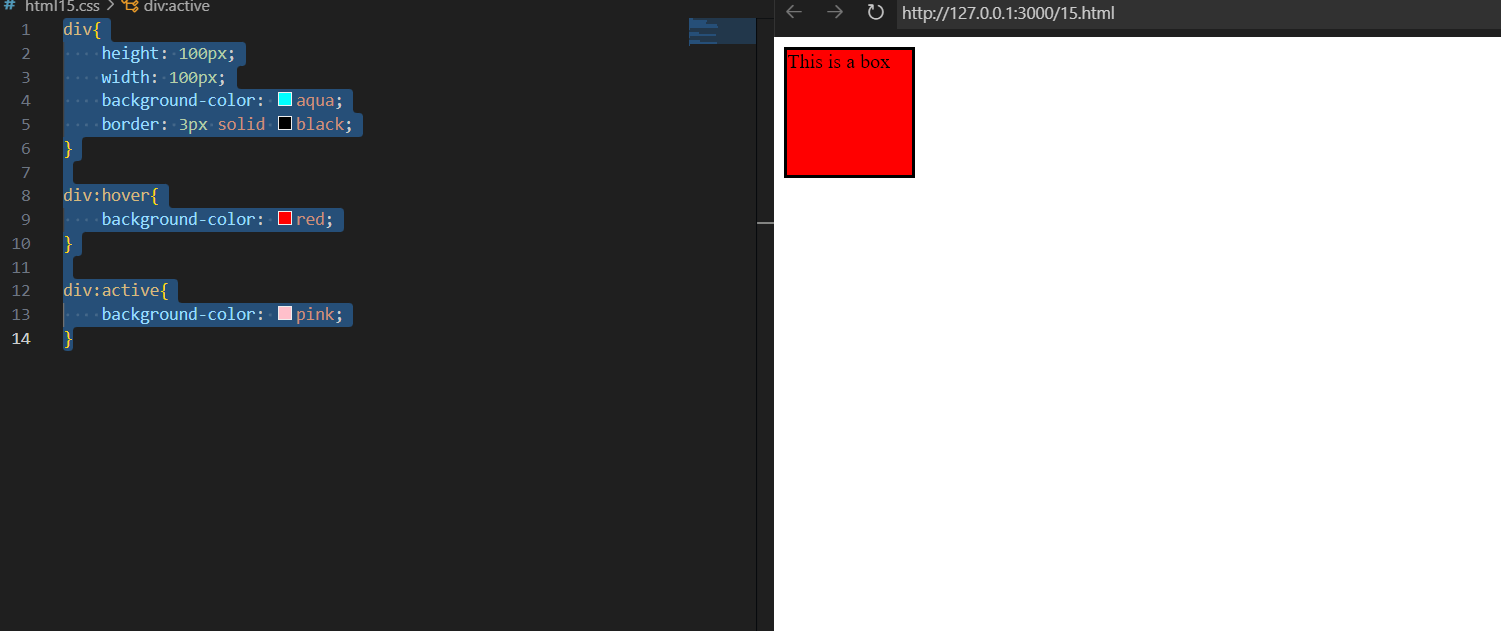 # html15.css > div:active
1 div{
2 height: 100px;
3 width: 100px;
4 background-color: aqua;
5 border: 3px solid black;
6 }
7
8 div:hover{
9 background-color: red;
10 }
11
12 div:active{
13 background-color: pink;
14 }
http://127.0.0.1:3000/15.html
This is a box